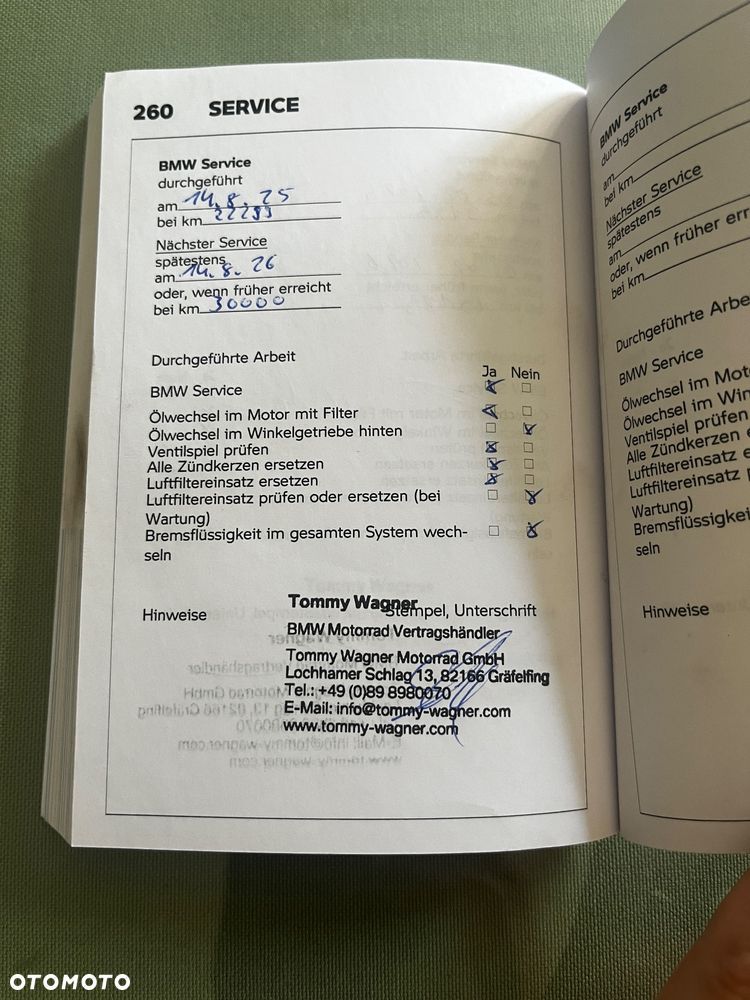 260 SERVICE
BMW Service
durchgeführt
am 14.8.25
bei km 22293
Nächster Service
spätestens
am 14.8.26
oder, wenn früher erreicht
bei km 30000
Durchgeführte Arbeit
Ja Nein
BMW Service
Ölwechsel im Motor mit Filter
Ölwechsel im Winkelgetriebe hinten
Ventilspiel prüfen
Alle Zündkerzen ersetzen
Luftfiltereinsatz ersetzen
Luftfiltereinsatz prüfen oder ersetzen (bei
Wartung)
Bremsflüssigkeit im gesamten System wech-
seln
Hinweise
Stempel, Unterschrift
Tommy Wagner
BMW Motorrad Vertragshändler
Tommy Wagner Motorrad GmbH
Lochhamer Schlag 13, 82166 Gräfelfing
Tel.: +49 (0)89 8980070
E-Mail: info@tommy-wagner.com
www.tommy-wagner.com
BMW Service
durchgeführt
am
bei km
Nächster Service
spätestens
am
oder, wenn früher
bei km
Durchgeführte
BMW Service
Ölwechsel im
Ölwechsel im
Ventilspiel prüfen
Alle Zündkerzen
Luftfiltereinsatz
Luftfiltereinsatz
Wartung)
Bremsflüssigkeit
seln
Hinweise
OTOMOTO